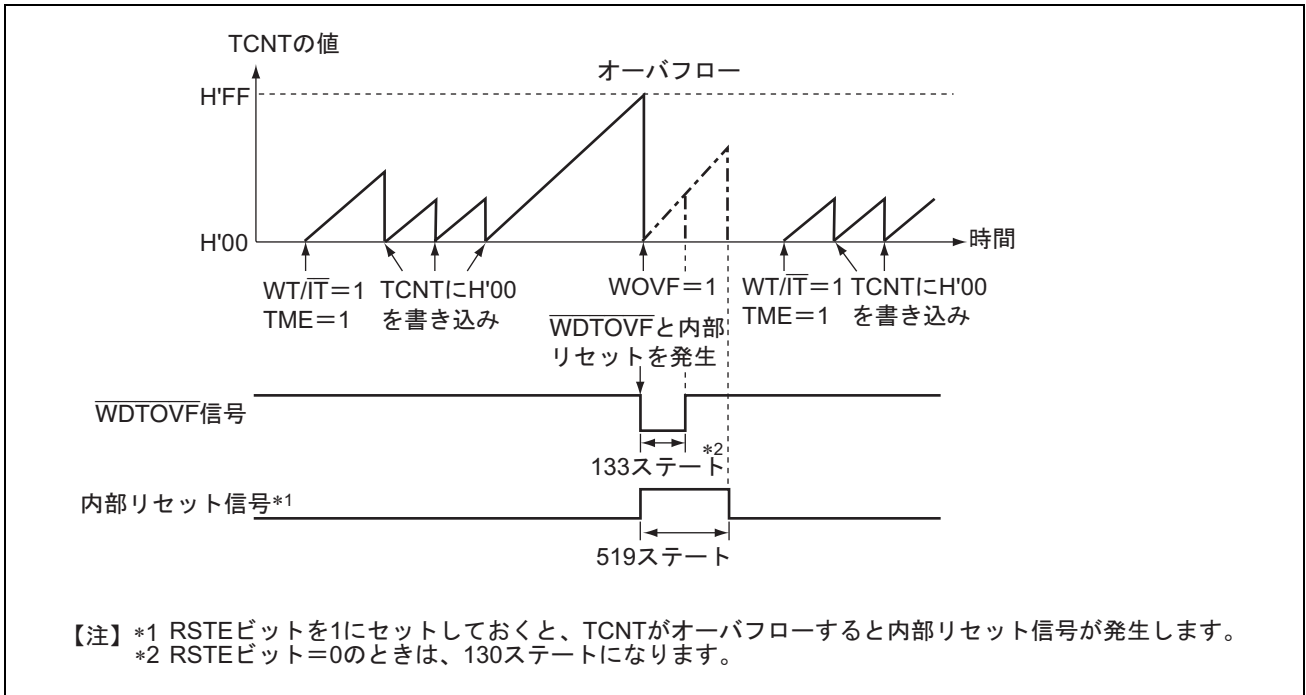 TCNTの値
オーバフロー
H'FF
H'00
時間
WT/IT＝1
TME＝1
TCNTにH'00
を書き込み
WOVF＝1
WT/IT＝1
TME＝1
TCNTにH'00
を書き込み
WDTOVFと内部
リセットを発生
WDTOVF信号
133ステート*2
内部リセット信号*1
519ステート
【注】*1 RSTEビットを1にセットしておくと、TCNTがオーバフローすると内部リセット信号が発生します。
*2 RSTEビット＝0のときは、130ステートになります。